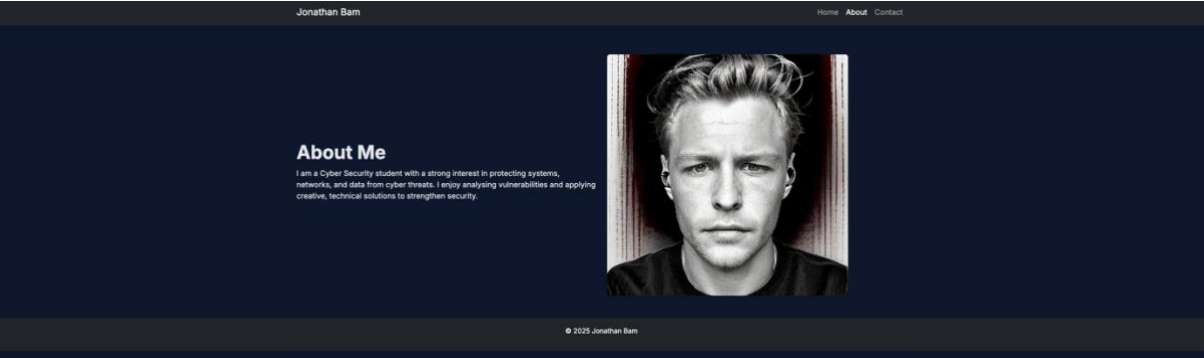 Jonathan Bam
Home About Contact
About Me
I am a Cyber Security student with a strong interest in protecting systems,
networks, and data from cyber threats. I enjoy analysing vulnerabilities and applying
creative, technical solutions to strengthen security.
© 2025 Jonathan Bam